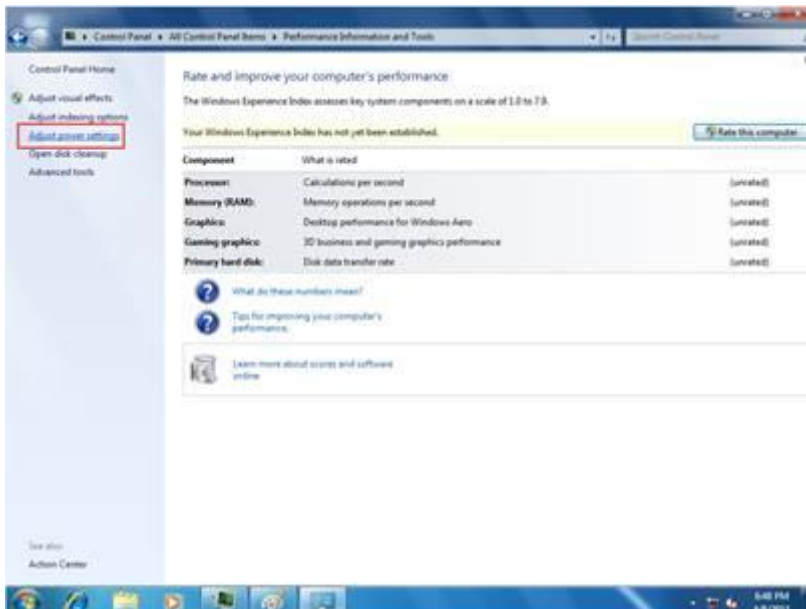 Control Panel ▸ All Control Panel Items ▸ Performance Information and Tools
Search Control Panel
Control Panel Home
Adjust visual effects
Adjust indexing options
Adjust power settings
Open disk cleanup
Advanced tools
Rate and improve your computer's performance
The Windows Experience Index assesses key system components on a scale of 1.0 to 7.9.
Your Windows Experience Index has not yet been established.
Rate this computer
Component What is rated
Processor: Calculations per second (unrated)
Memory (RAM): Memory operations per second (unrated)
Graphics: Desktop performance for Windows Aero (unrated)
Gaming graphics: 3D business and gaming graphics performance (unrated)
Primary hard disk: Disk data transfer rate (unrated)
What do these numbers mean?
Tips for improving your computer's
performance.
Learn more about scores and software
online
See also
Action Center
6:48 PM